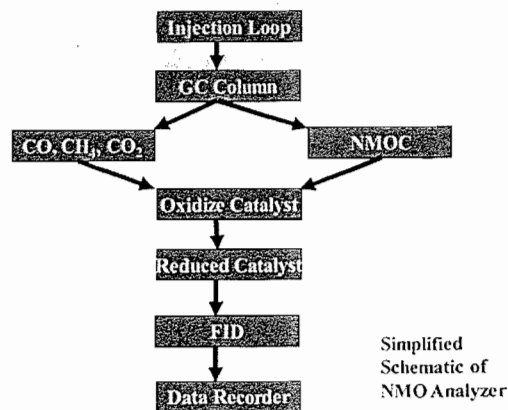 Injection Loop
GC Column
CO, CH₄, CO₂
NMOC
Oxidize Catalyst
Reduced Catalyst
FID
Data Recorder
Simplified
Schematic of
NMO Analyzer